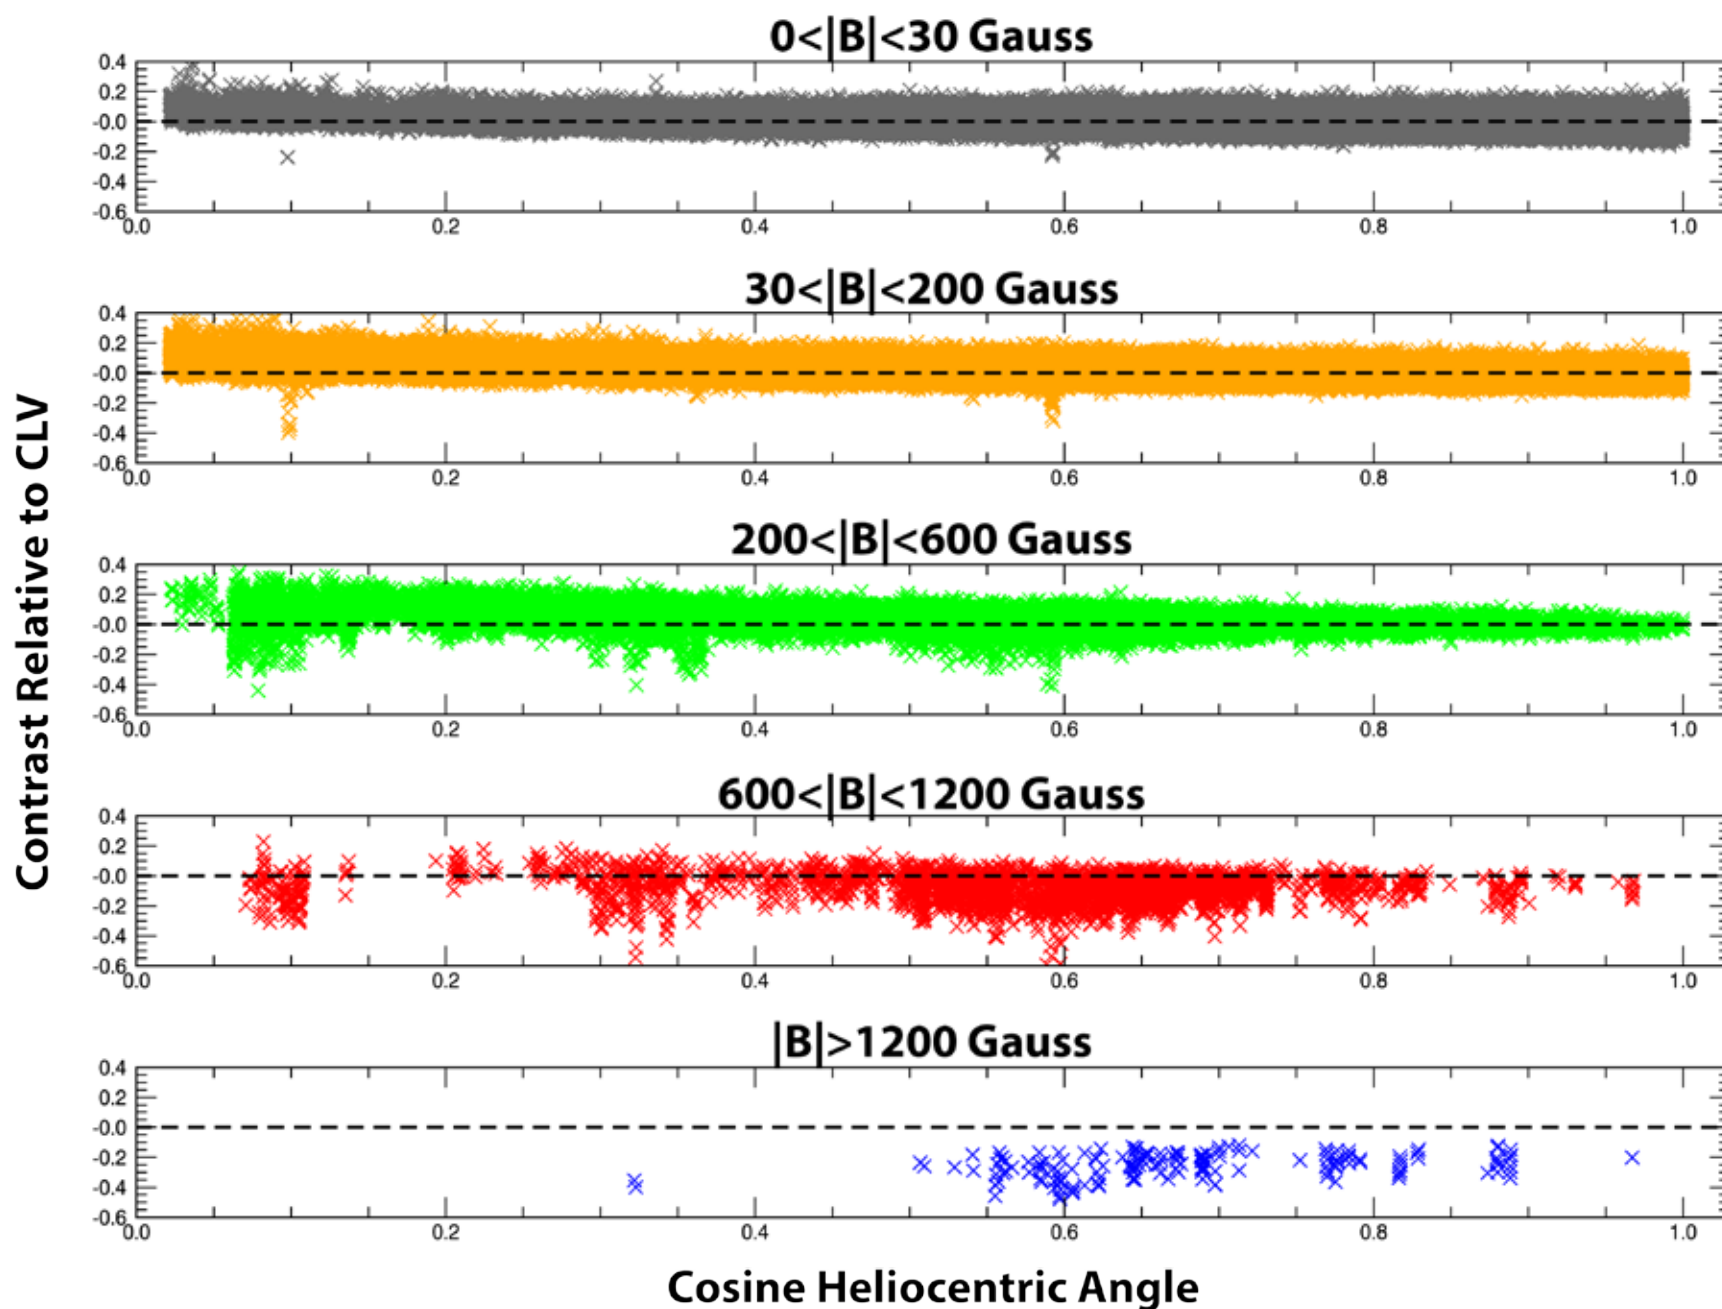 0<|B|<30 Gauss
0.4
0.2
-0.0
-0.2
-0.4
-0.6
0.0 0.2 0.4 0.6 0.8 1.0
30<|B|<200 Gauss
0.4
0.2
-0.0
-0.2
-0.4
-0.6
0.0 0.2 0.4 0.6 0.8 1.0
200<|B|<600 Gauss
0.4
0.2
-0.0
-0.2
-0.4
-0.6
0.0 0.2 0.4 0.6 0.8 1.0
600<|B|<1200 Gauss
0.4
0.2
-0.0
-0.2
-0.4
-0.6
0.0 0.2 0.4 0.6 0.8 1.0
|B|>1200 Gauss
0.4
0.2
-0.0
-0.2
-0.4
-0.6
0.0 0.2 0.4 0.6 0.8 1.0
Contrast Relative to CLV
Cosine Heliocentric Angle